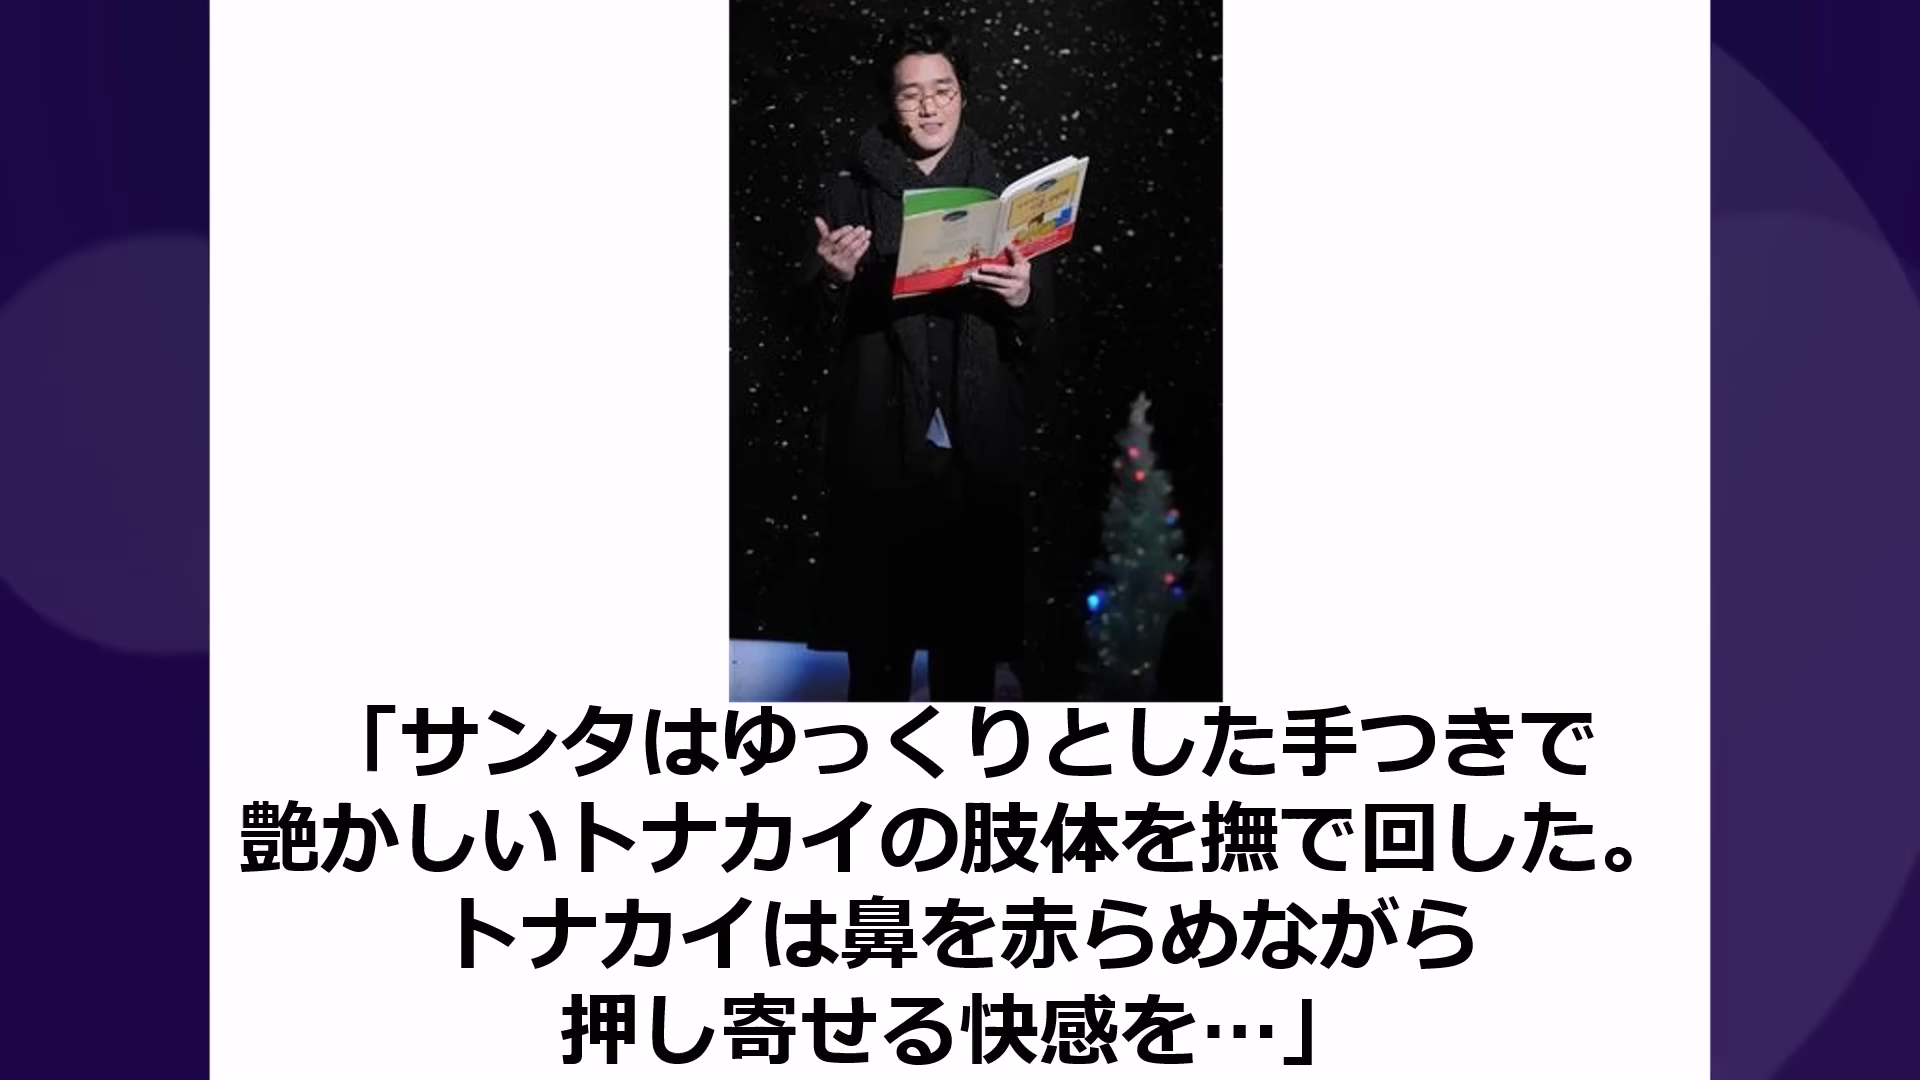 「サンタはゆっくりとした手つきで
艶かしいトナカイの肢体を撫で回した。
トナカイは鼻を赤らめながら
押し寄せる快感を…」